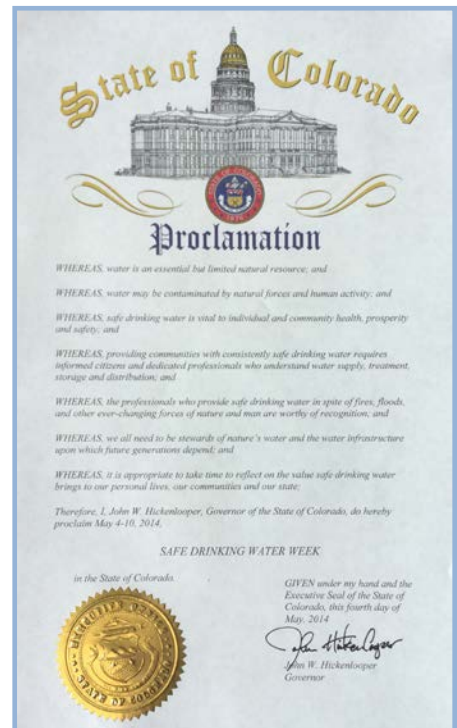 State of Colorado
STATE OF COLORADO
1876
Proclamation
WHEREAS, water is an essential but limited natural resource; and
WHEREAS, water may be contaminated by natural forces and human activity; and
WHEREAS, safe drinking water is vital to individual and community health, prosperity
and safety; and
WHEREAS, providing communities with consistently safe drinking water requires
informed citizens and dedicated professionals who understand water supply, treatment,
storage and distribution; and
WHEREAS, the professionals who provide safe drinking water in spite of fires, floods,
and other ever-changing forces of nature and man are worthy of recognition; and
WHEREAS, we all need to be stewards of nature's water and the water infrastructure
upon which future generations depend; and
WHEREAS, it is appropriate to take time to reflect on the value safe drinking water
brings to our personal lives, our communities and our state;
Therefore, I, John W. Hickenlooper, Governor of the State of Colorado, do hereby
proclaim May 4-10, 2014,
SAFE DRINKING WATER WEEK
in the State of Colorado.
GIVEN under my hand and the
Executive Seal of the State of
Colorado, this fourth day of
May, 2014
John Hickenlooper
John W. Hickenlooper
Governor
EXECUTIVE
STATE OF